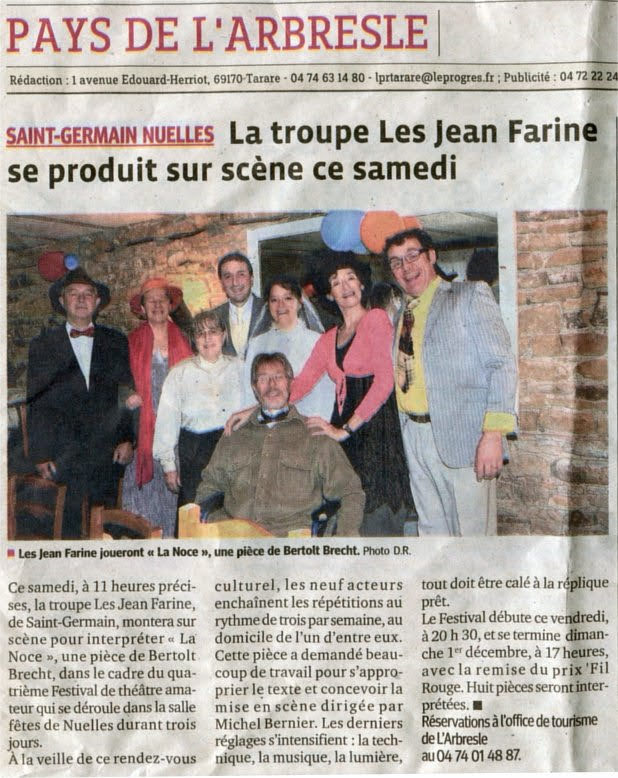 PAYS DE L'ARBRESLE
Rédaction : 1 avenue Edouard-Herriot, 69170-Tarare - 04 74 63 14 80 - lprtarare@leprogres.fr ; Publicité : 04 72 22 24
SAINT-GERMAIN NUELLES La troupe Les Jean Farine
se produit sur scène ce samedi
Les Jean Farine joueront « La Noce », une pièce de Bertolt Brecht. Photo D.R.
Ce samedi, à 11 heures préci-
ses, la troupe Les Jean Farine,
de Saint-Germain, montera sur
scène pour interpréter « La
Noce », une pièce de Bertolt
Brecht, dans le cadre du qua-
trième Festival de théâtre ama-
teur qui se déroule dans la salle
fêtes de Nuelles durant trois
jours.
À la veille de ce rendez-vous
culturel, les neuf acteurs
enchaînent les répétitions au
rythme de trois par semaine, au
domicile de l'un d'entre eux.
Cette pièce a demandé beau-
coup de travail pour s'appro-
prier le texte et concevoir la
mise en scène dirigée par
Michel Bernier. Les derniers
réglages s'intensifient : la tech-
nique, la musique, la lumière,
tout doit être calé à la réplique
prêt.
Le Festival débute ce vendredi,
à 20 h 30, et se termine diman-
che 1er décembre, à 17 heures,
avec la remise du prix 'Fil
Rouge. Huit pièces seront inter-
prétées. ■
Réservations à l'office de tourisme
de L'Arbresle
au 04 74 01 48 87.